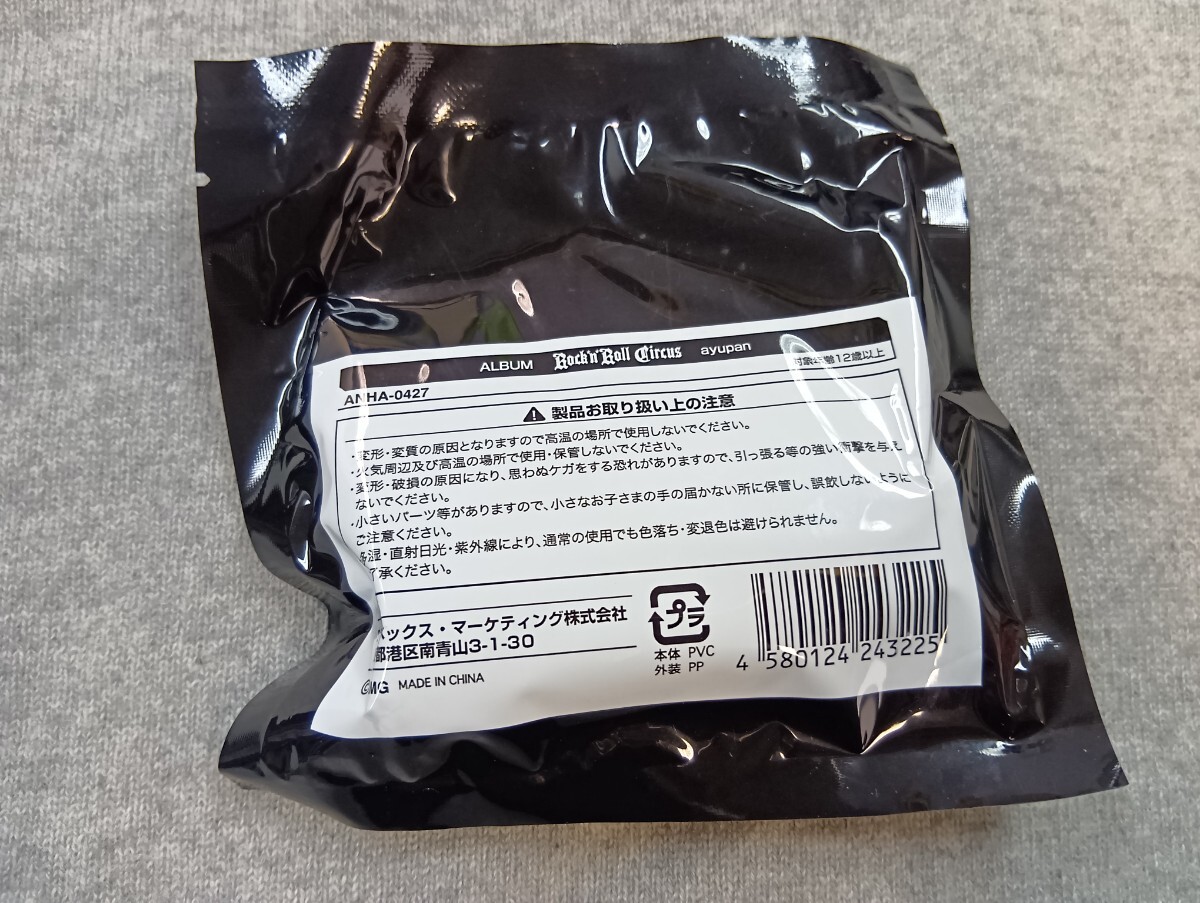 ALBUM Rock'n'Roll Circus ayupan
ANHA-0427 対象年齢12歳以上
製品お取り扱い上の注意
・変形・変質の原因となりますので高温の場所で使用しないでください。
・火気周辺及び高温の場所で使用・保管しないでください。
・変形・破損の原因になり、思わぬケガをする恐れがありますので、引っ張る等の強い衝撃を与え
ないでください。
・小さいパーツ等がありますので、小さなお子さまの手の届かない所に保管し、誤飲しないように
ご注意ください。
湿・直射日光・紫外線により、通常の使用でも色落ち・変退色は避けられません。
了承ください。
ベックス・マーケティング株式会社
都港区南青山3-1-30
プラ
本体 PVC
外装 PP
4 580124 243225
MADE IN CHINA